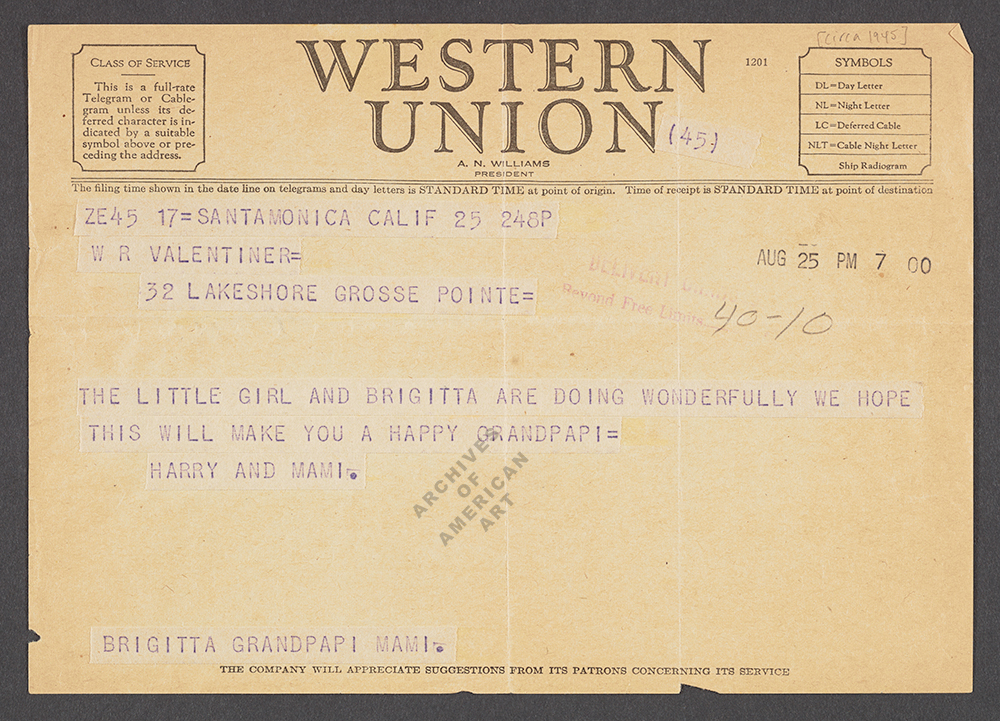 [circa 1945]
CLASS OF SERVICE
This is a full-rate
Telegram or Cable-
gram unless its de-
ferred character is in-
dicated by a suitable
symbol above or pre-
ceding the address.
WESTERN
UNION
(45)
A. N. WILLIAMS
PRESIDENT
1201
SYMBOLS
DL=Day Letter
NL=Night Letter
LC=Deferred Cable
NLT=Cable Night Letter
Ship Radiogram
The filing time shown in the date line on telegrams and day letters is STANDARD TIME at point of origin. Time of receipt is STANDARD TIME at point of destination
ZE45 17=SANTAMONICA CALIF 25 248P
W R VALENTINER=
AUG 25 PM 7 00
32 LAKESHORE GROSSE POINTE=
Beyond Free Limits
40-10
THE LITTLE GIRL AND BRIGITTA ARE DOING WONDERFULLY WE HOPE
THIS WILL MAKE YOU A HAPPY GRANDPAPI=
HARRY AND MAMI.
ARCHIVES
OF
AMERICAN
ART
BRIGITTA GRANDPAPI MAMI.
THE COMPANY WILL APPRECIATE SUGGESTIONS FROM ITS PATRONS CONCERNING ITS SERVICE